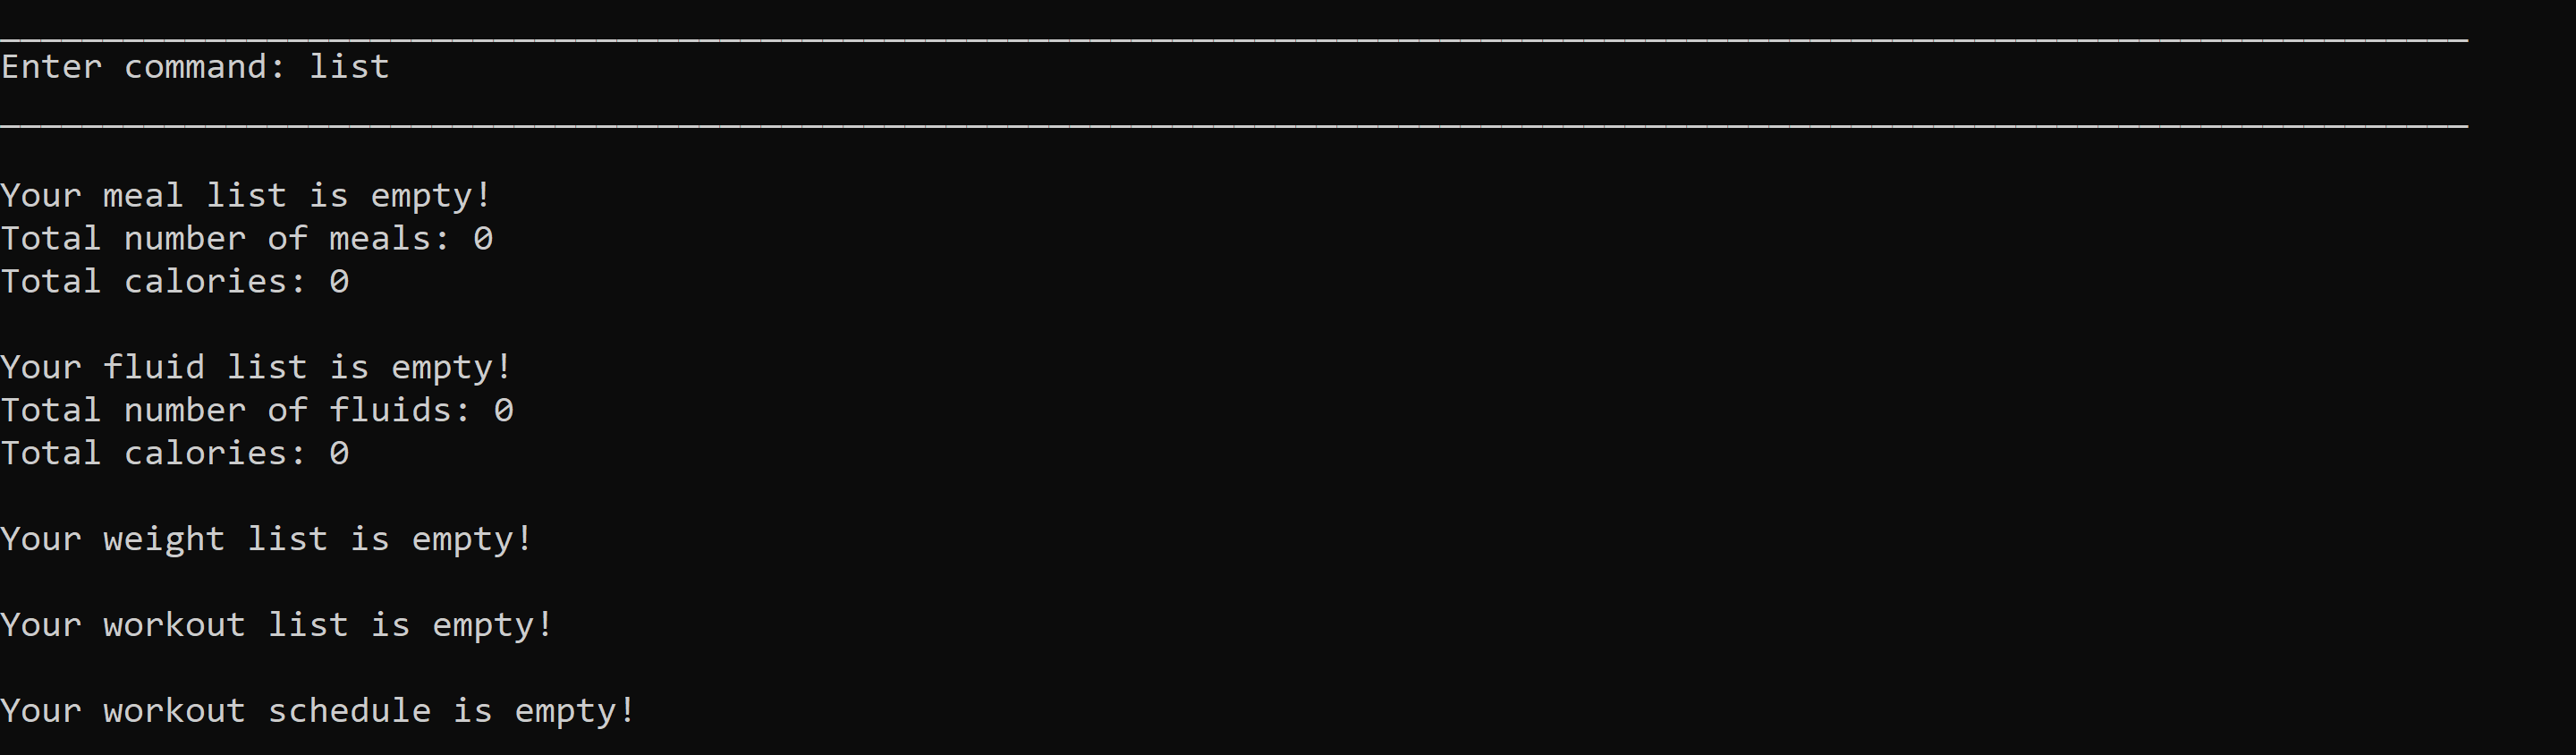 Enter command: list
Your meal list is empty!
Total number of meals: 0
Total calories: 0
Your fluid list is empty!
Total number of fluids: 0
Total calories: 0
Your weight list is empty!
Your workout list is empty!
Your workout schedule is empty!